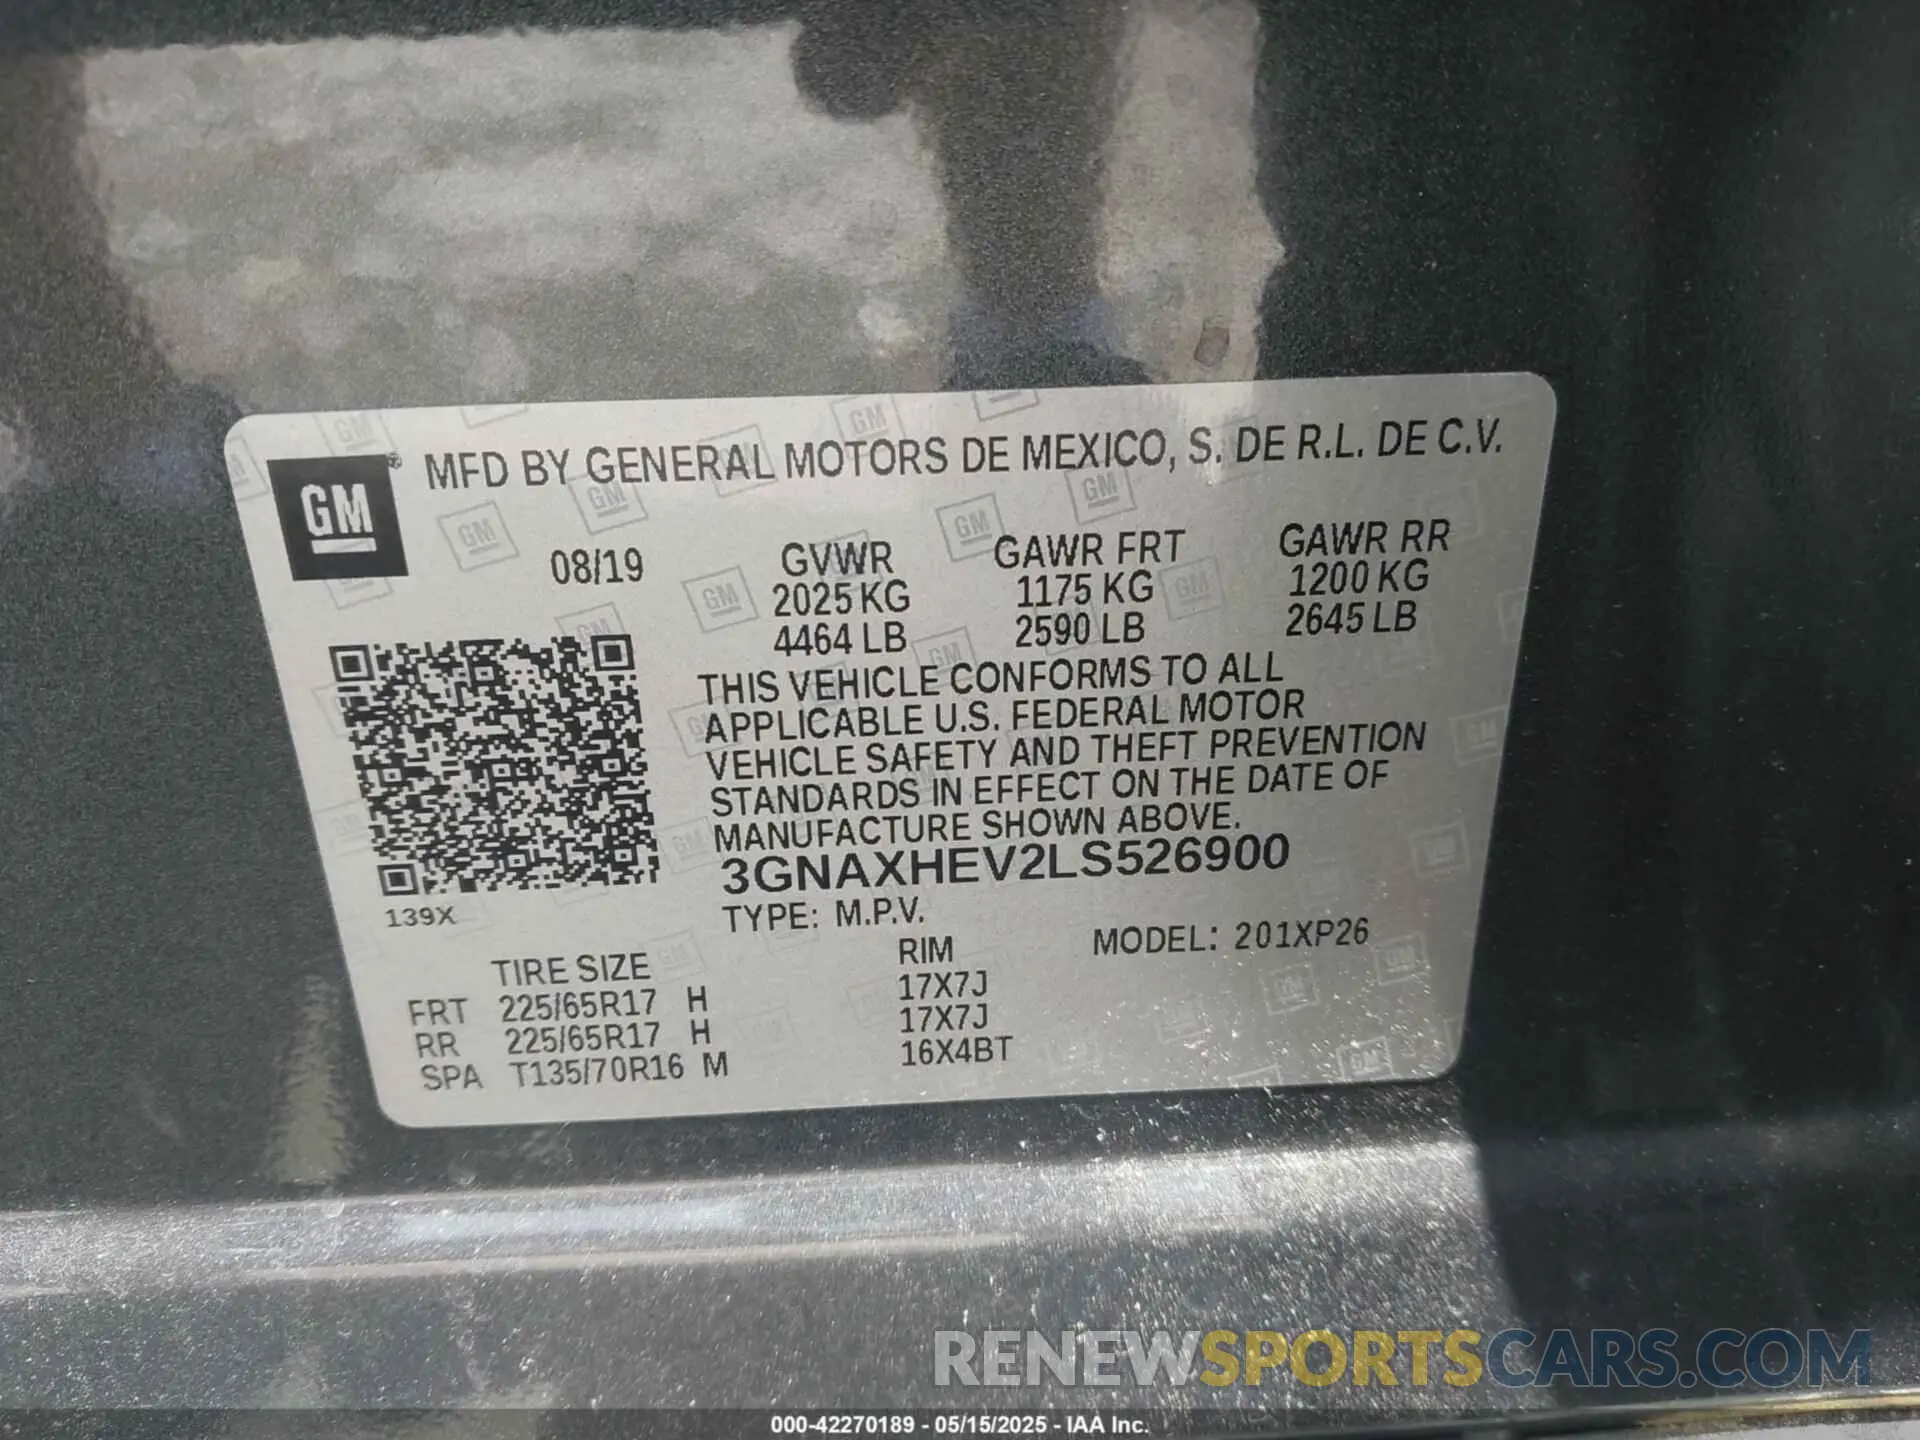 GM® MFD BY GENERAL MOTORS DE MEXICO, S. DE R.L. DE C.V.
08/19 GVWR GAWR FRT GAWR RR
2025 KG 1175 KG 1200 KG
4464 LB 2590 LB 2645 LB
THIS VEHICLE CONFORMS TO ALL
APPLICABLE U.S. FEDERAL MOTOR
VEHICLE SAFETY AND THEFT PREVENTION
STANDARDS IN EFFECT ON THE DATE OF
MANUFACTURE SHOWN ABOVE.
3GNAXHEV2LS526900
139X
TYPE: M.P.V.
MODEL: 201XP26
TIRE SIZE RIM
FRT 225/65R17 H 17X7J
RR 225/65R17 H 17X7J
SPA T135/70R16 M 16X4BT
RENEWSPORTSCARS.COM
000-42270189 - 05/15/2025 - IAA Inc.